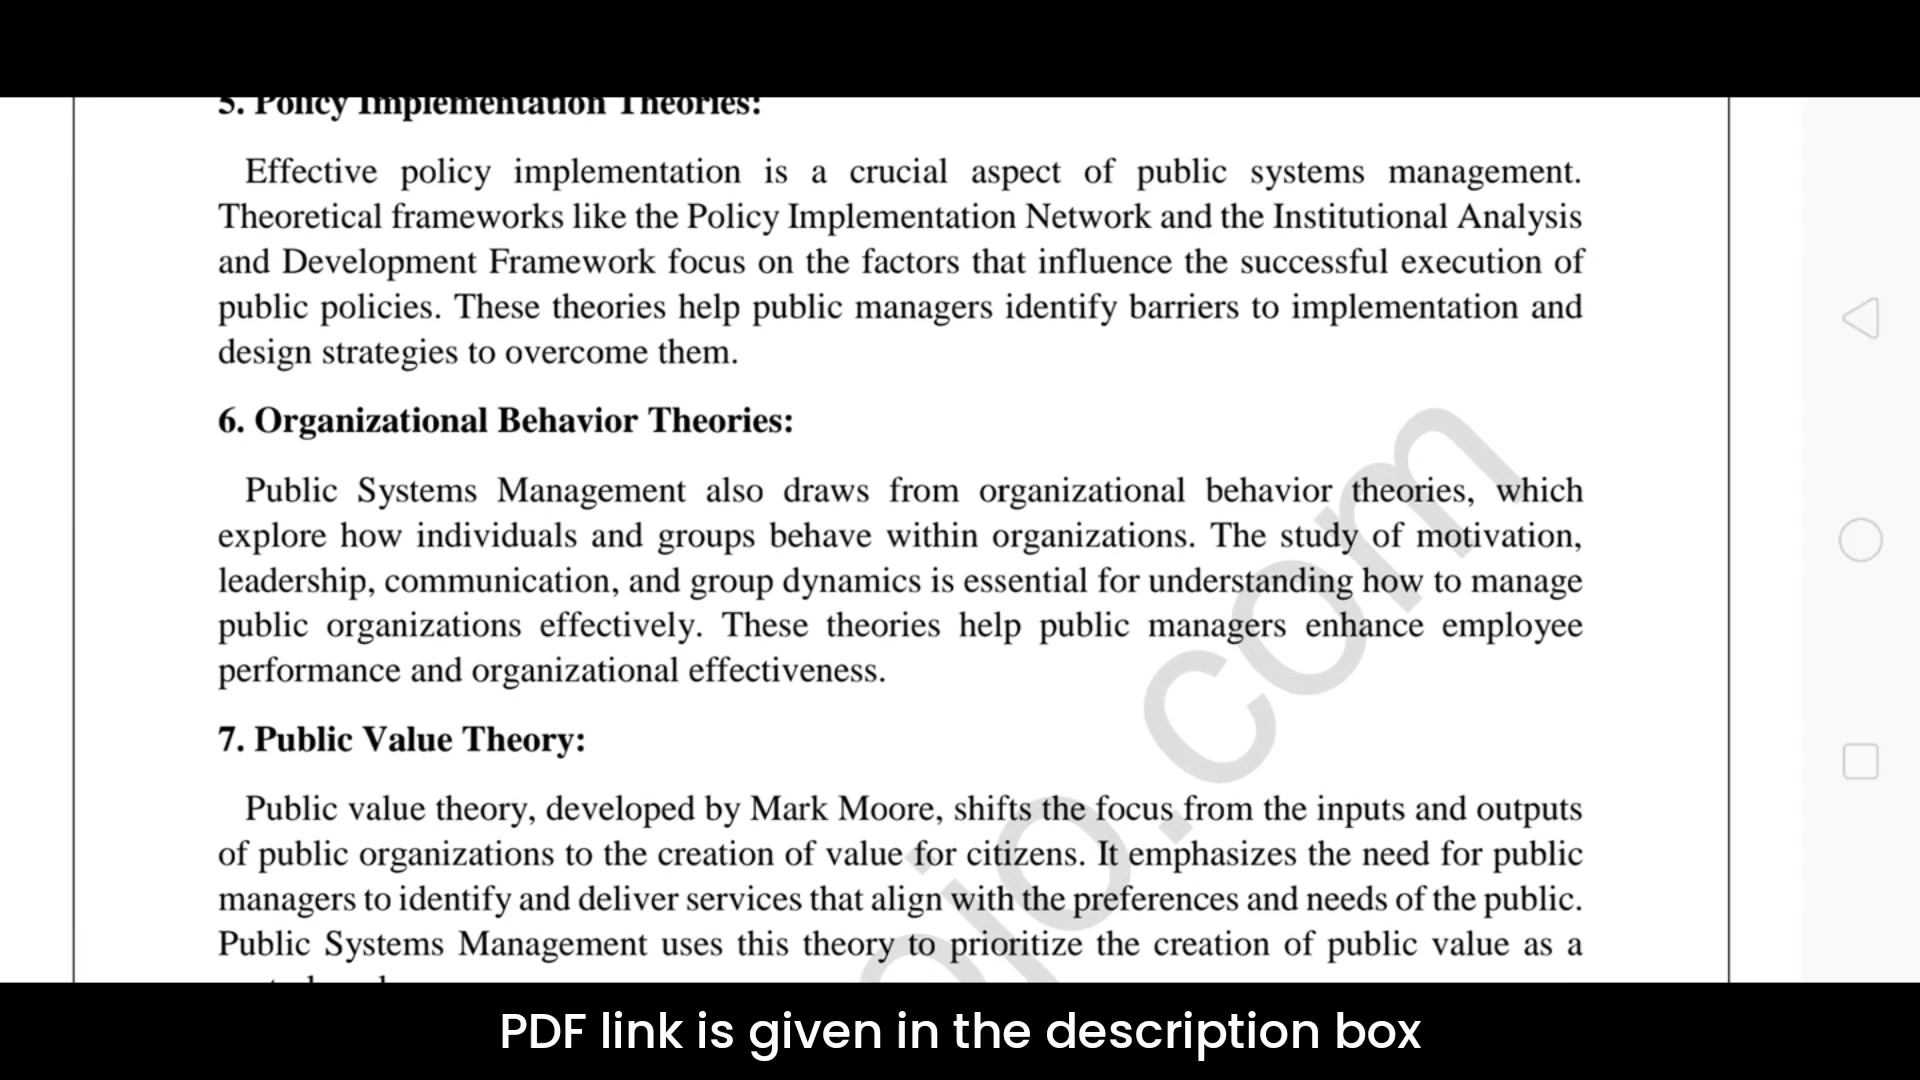 5. Policy Implementation Theories:
Effective policy implementation is a crucial aspect of public systems management.
Theoretical frameworks like the Policy Implementation Network and the Institutional Analysis
and Development Framework focus on the factors that influence the successful execution of
public policies. These theories help public managers identify barriers to implementation and
design strategies to overcome them.
6. Organizational Behavior Theories:
Public Systems Management also draws from organizational behavior theories, which
explore how individuals and groups behave within organizations. The study of motivation,
leadership, communication, and group dynamics is essential for understanding how to manage
public organizations effectively. These theories help public managers enhance employee
performance and organizational effectiveness.
7. Public Value Theory:
Public value theory, developed by Mark Moore, shifts the focus from the inputs and outputs
of public organizations to the creation of value for citizens. It emphasizes the need for public
managers to identify and deliver services that align with the preferences and needs of the public.
Public Systems Management uses this theory to prioritize the creation of public value as a
PDF link is given in the description box